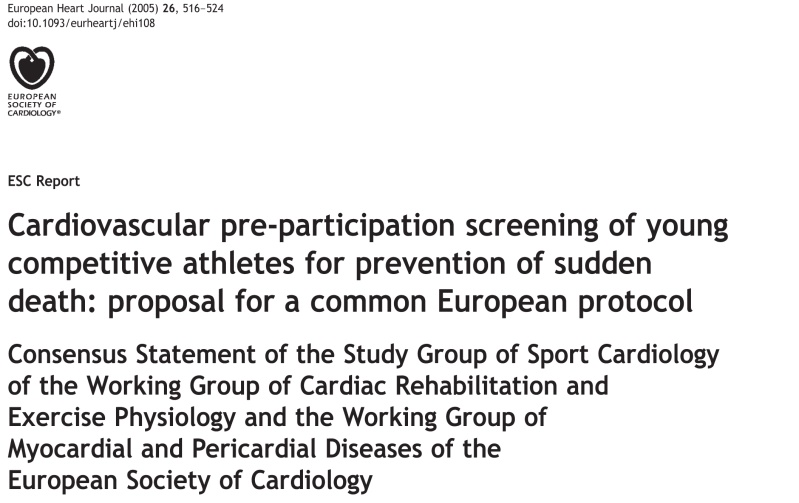 European Heart Journal (2005) 26, 516–524
doi:10.1093/eurheartj/ehi108
EUROPEAN
SOCIETY OF
CARDIOLOGY®
ESC Report
Cardiovascular pre-participation screening of young
competitive athletes for prevention of sudden
death: proposal for a common European protocol
Consensus Statement of the Study Group of Sport Cardiology
of the Working Group of Cardiac Rehabilitation and
Exercise Physiology and the Working Group of
Myocardial and Pericardial Diseases of the
European Society of Cardiology